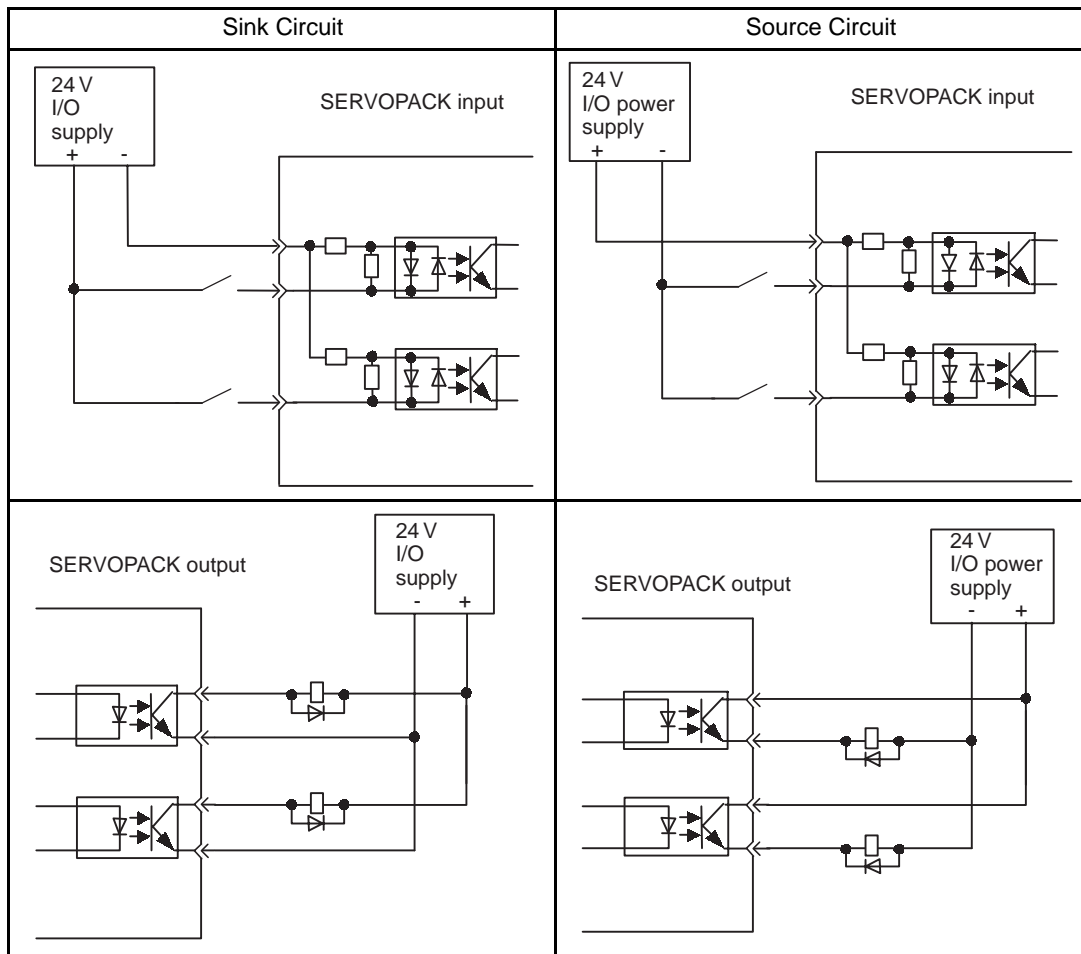 Sink Circuit
Source Circuit
24 V
I/O
supply
+ -
SERVOPACK input
24 V
I/O power
supply
+ -
SERVOPACK input
SERVOPACK output
24 V
I/O
supply
- +
SERVOPACK output
24 V
I/O power
supply
- +